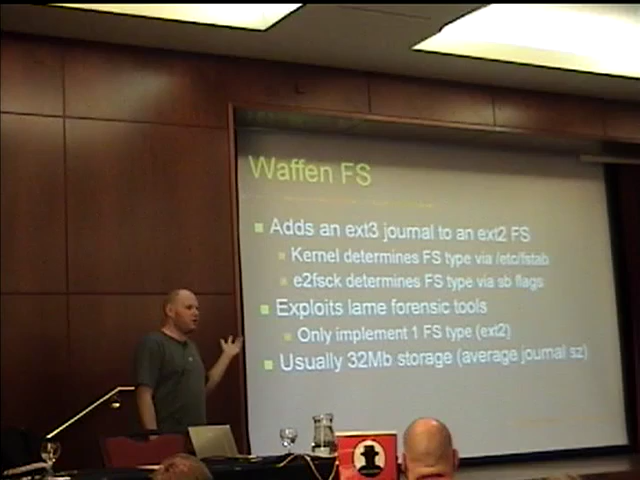 Waffen FS
Adds an ext3 journal to an ext2 FS
Kernel determines FS type via /etc/fstab
e2fsck determines FS type via sb flags
Exploits lame forensic tools
Only implement 1 FS type (ext2)
Usually 32Mb storage (average journal sz)